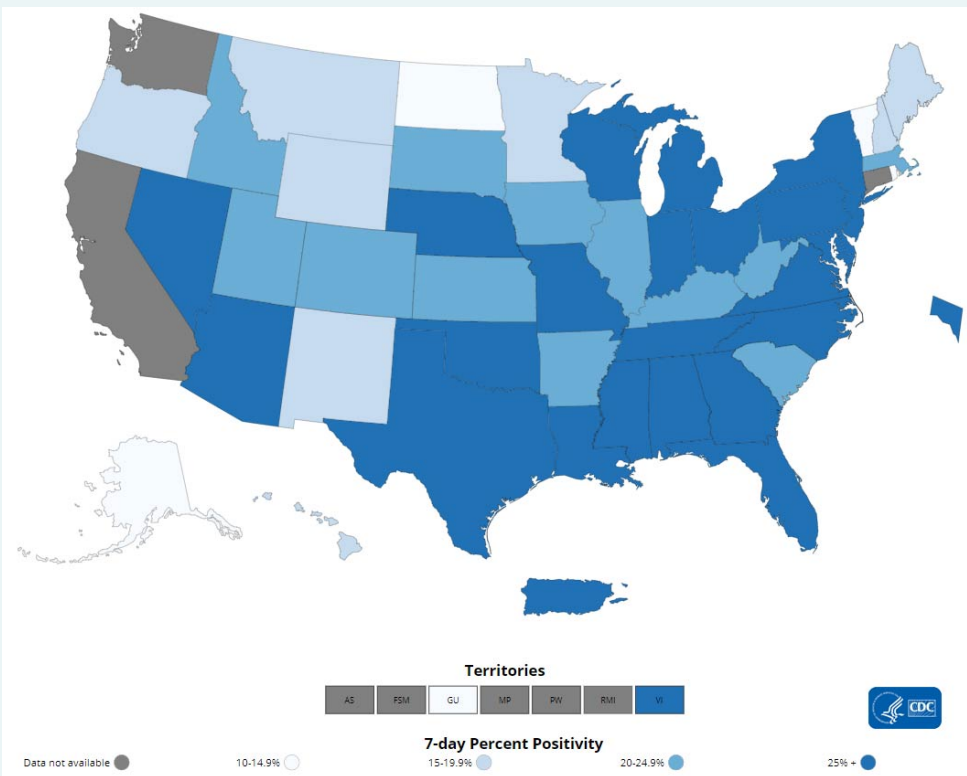 Territories
AS FSM GU MP PW RMI VI
CDC
7-day Percent Positivity
Data not available 10-14.9% 15-19.9% 20-24.9% 25% +